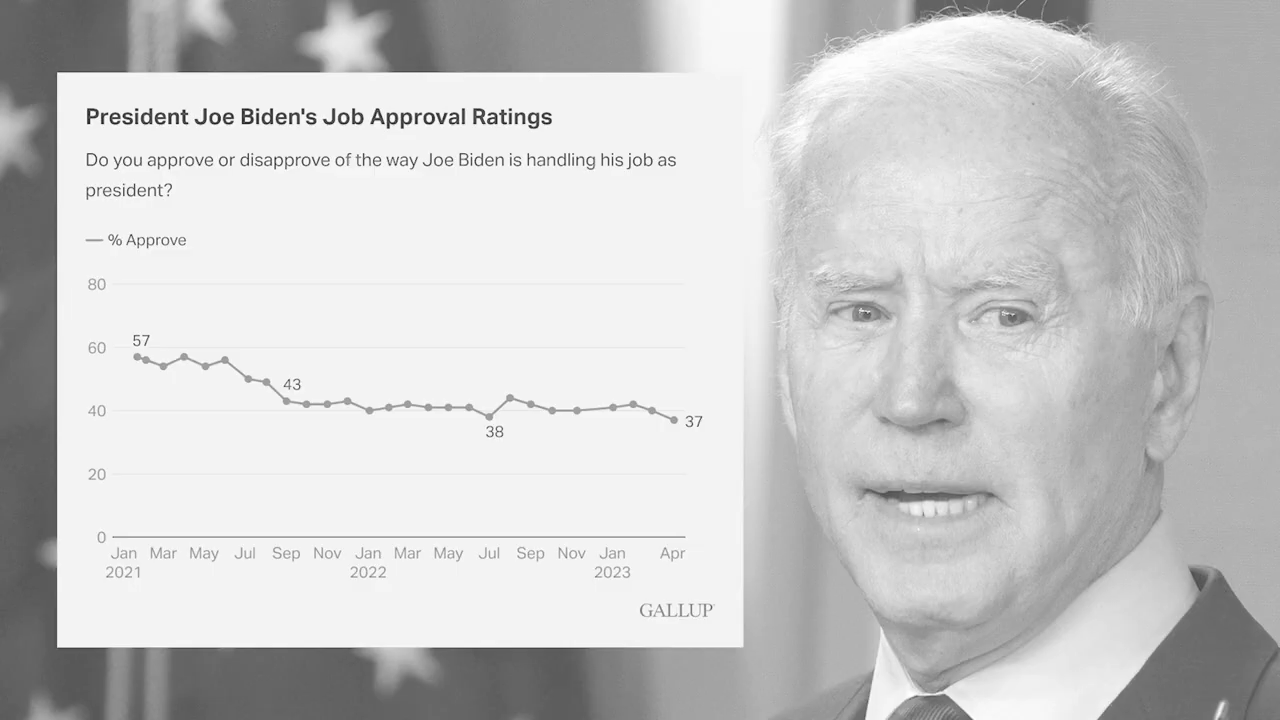 President Joe Biden's Job Approval Ratings
Do you approve or disapprove of the way Joe Biden is handling his job as
president?
% Approve
80
60
40
20
0
57
43
38
37
Jan Mar May Jul Sep Nov Jan Mar May Jul Sep Nov Jan Apr
2021 2022 2023
GALLUP